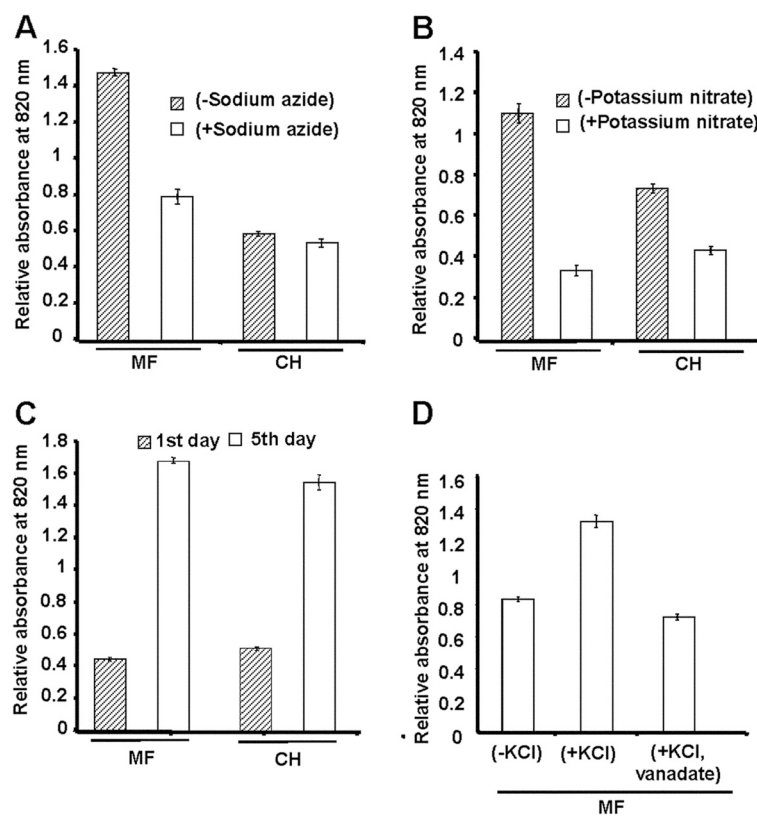 A
Relative absorbance at 820 nm
1.6
1.4
1.2
1
0.8
0.6
0.4
0.2
0
(-Sodium azide)
(+Sodium azide)
MF CH
B
Relative absorbance at 820 nm
1.4
1.2
1
0.8
0.6
0.4
0.2
0
(-Potassium nitrate)
(+Potassium nitrate)
MF CH
C
Relative absorbance at 820 nm
1.8
1.6
1.4
1.2
1
0.8
0.6
0.4
0.2
0
1st day 5th day
MF CH
D
Relative absorbance at 820 nm
1.6
1.4
1.2
1
0.8
0.6
0.4
0.2
0
(-KCl) (+KCl) (+KCl,
vanadate)
MF